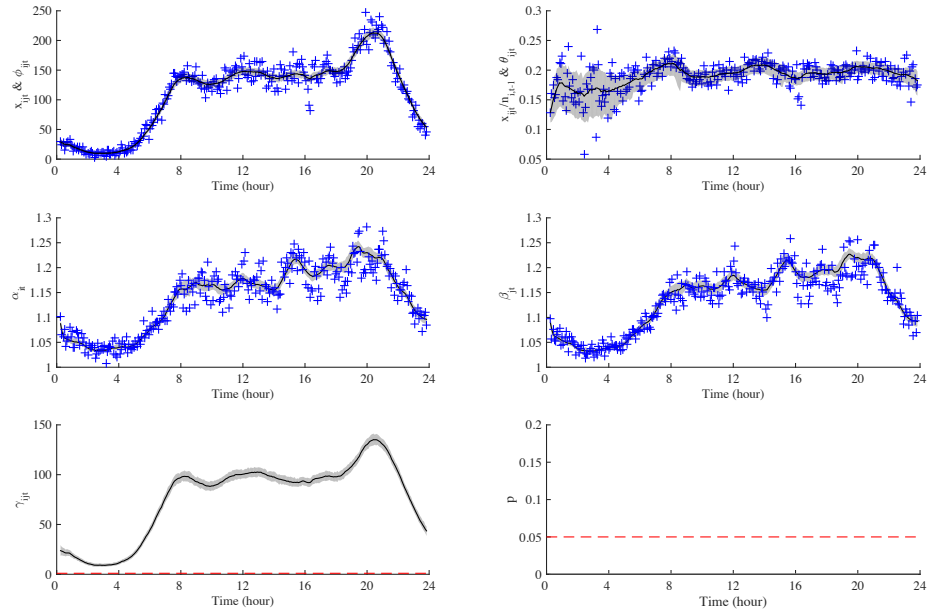 250
200
150
100
50
0
x_ijt & ϕ_ijt
0 4 8 12 16 20 24
Time (hour)
0.3
0.25
0.2
0.15
0.1
0.05
x_ijt/n_i,t-1 & θ_ijt
0 4 8 12 16 20 24
Time (hour)
1.3
1.25
1.2
1.15
1.1
1.05
1
α_it
0 4 8 12 16 20 24
Time (hour)
1.3
1.25
1.2
1.15
1.1
1.05
1
β_jt
0 4 8 12 16 20 24
Time (hour)
150
100
50
0
γ_ijt
0 4 8 12 16 20 24
Time (hour)
0.2
0.15
0.1
0.05
0
p
0 4 8 12 16 20 24
Time (hour)